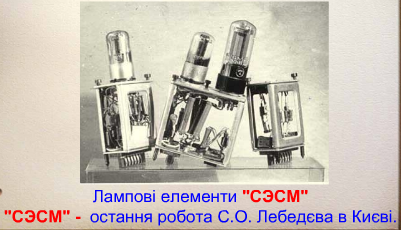 Лампові елементи "СЭСМ"
"СЭСМ" - остання робота С.О. Лебедєва в Києві.